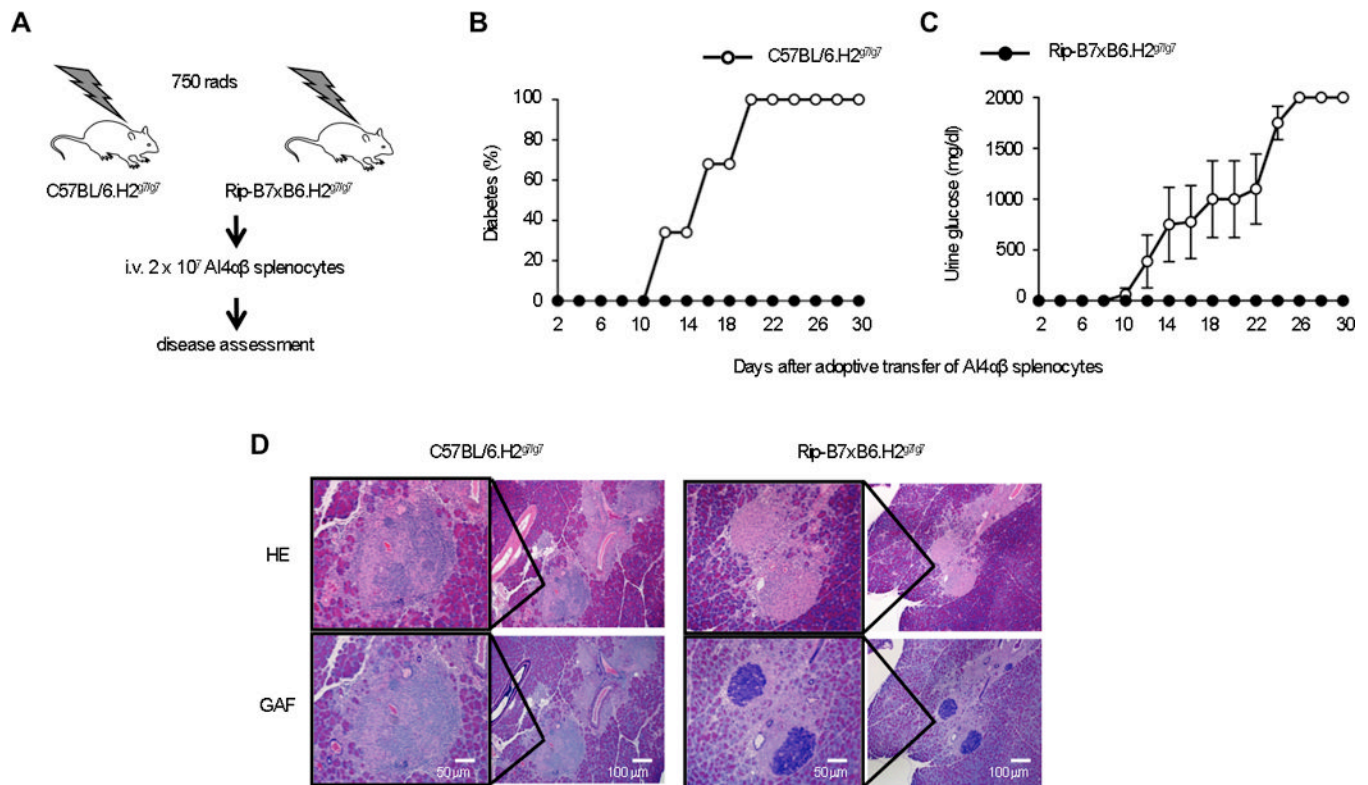 A
750 rads
C57BL/6.H2g7/g7
Rip-B7xB6.H2g7/g7
i.v. 2 x 10⁷ AI4αβ splenocytes
disease assessment
B
C57BL/6.H2g7/g7
Diabetes (%)
100
80
60
40
20
0
2 6 10 14 18 22 26 30
C
Rip-B7xB6.H2g7/g7
Urine glucose (mg/dl)
2000
1500
1000
500
0
2 6 10 14 18 22 26 30
Days after adoptive transfer of AI4αβ splenocytes
D
C57BL/6.H2g7/g7
Rip-B7xB6.H2g7/g7
HE
GAF
50 µm
100 µm
50 µm
100 µm